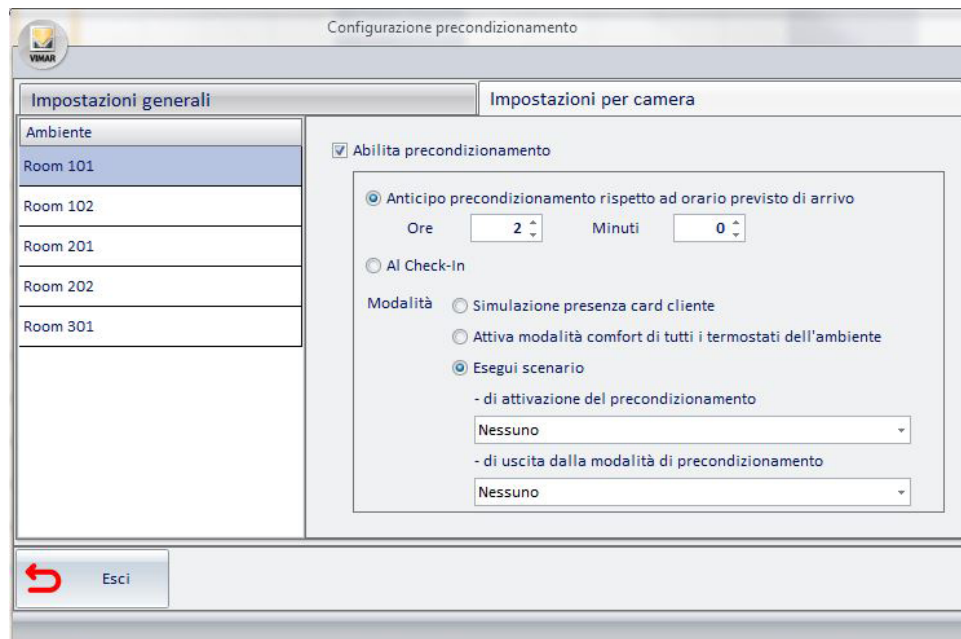 Configurazione precondizionamento
VIMAR
Impostazioni generali
Impostazioni per camera
Ambiente
Room 101
Room 102
Room 201
Room 202
Room 301
Abilita precondizionamento
Anticipo precondizionamento rispetto ad orario previsto di arrivo
Ore 2 Minuti 0
Al Check-In
Modalità Simulazione presenza card cliente
Attiva modalità comfort di tutti i termostati dell'ambiente
Esegui scenario
- di attivazione del precondizionamento
Nessuno
- di uscita dalla modalità di precondizionamento
Nessuno
Esci